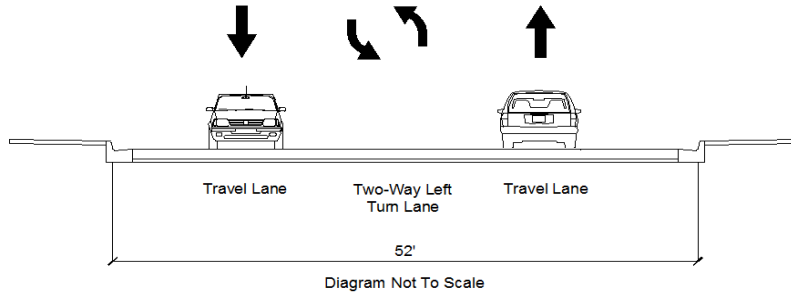 Travel Lane
Two-Way Left
Turn Lane
Travel Lane
52'
Diagram Not To Scale